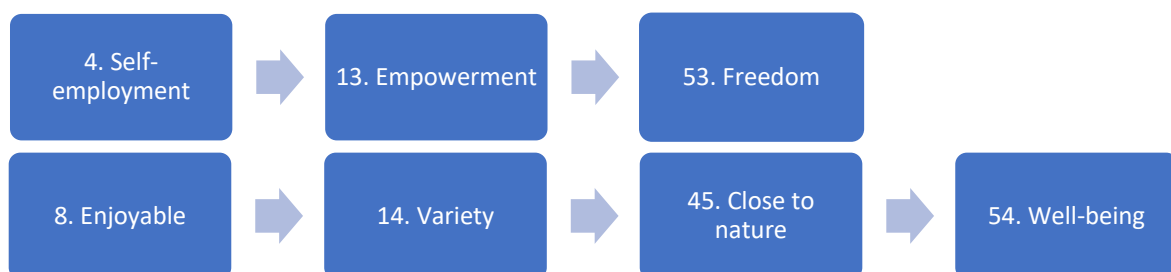 4. Self-
employment
13. Empowerment
53. Freedom
8. Enjoyable
14. Variety
45. Close to
nature
54. Well-being